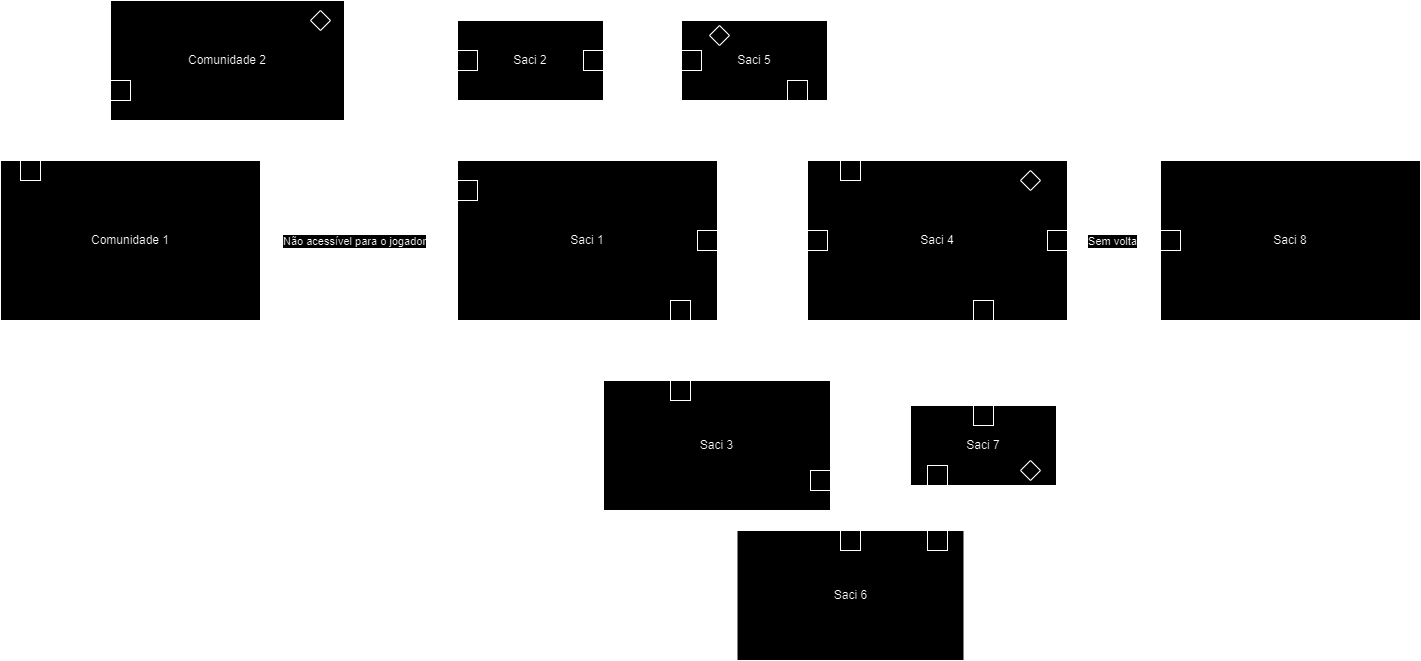 Comunidade 2
Saci 2
Saci 5
Comunidade 1
Não acessível para o jogador
Saci 1
Saci 4
Sem volta
Saci 8
Saci 3
Saci 7
Saci 6